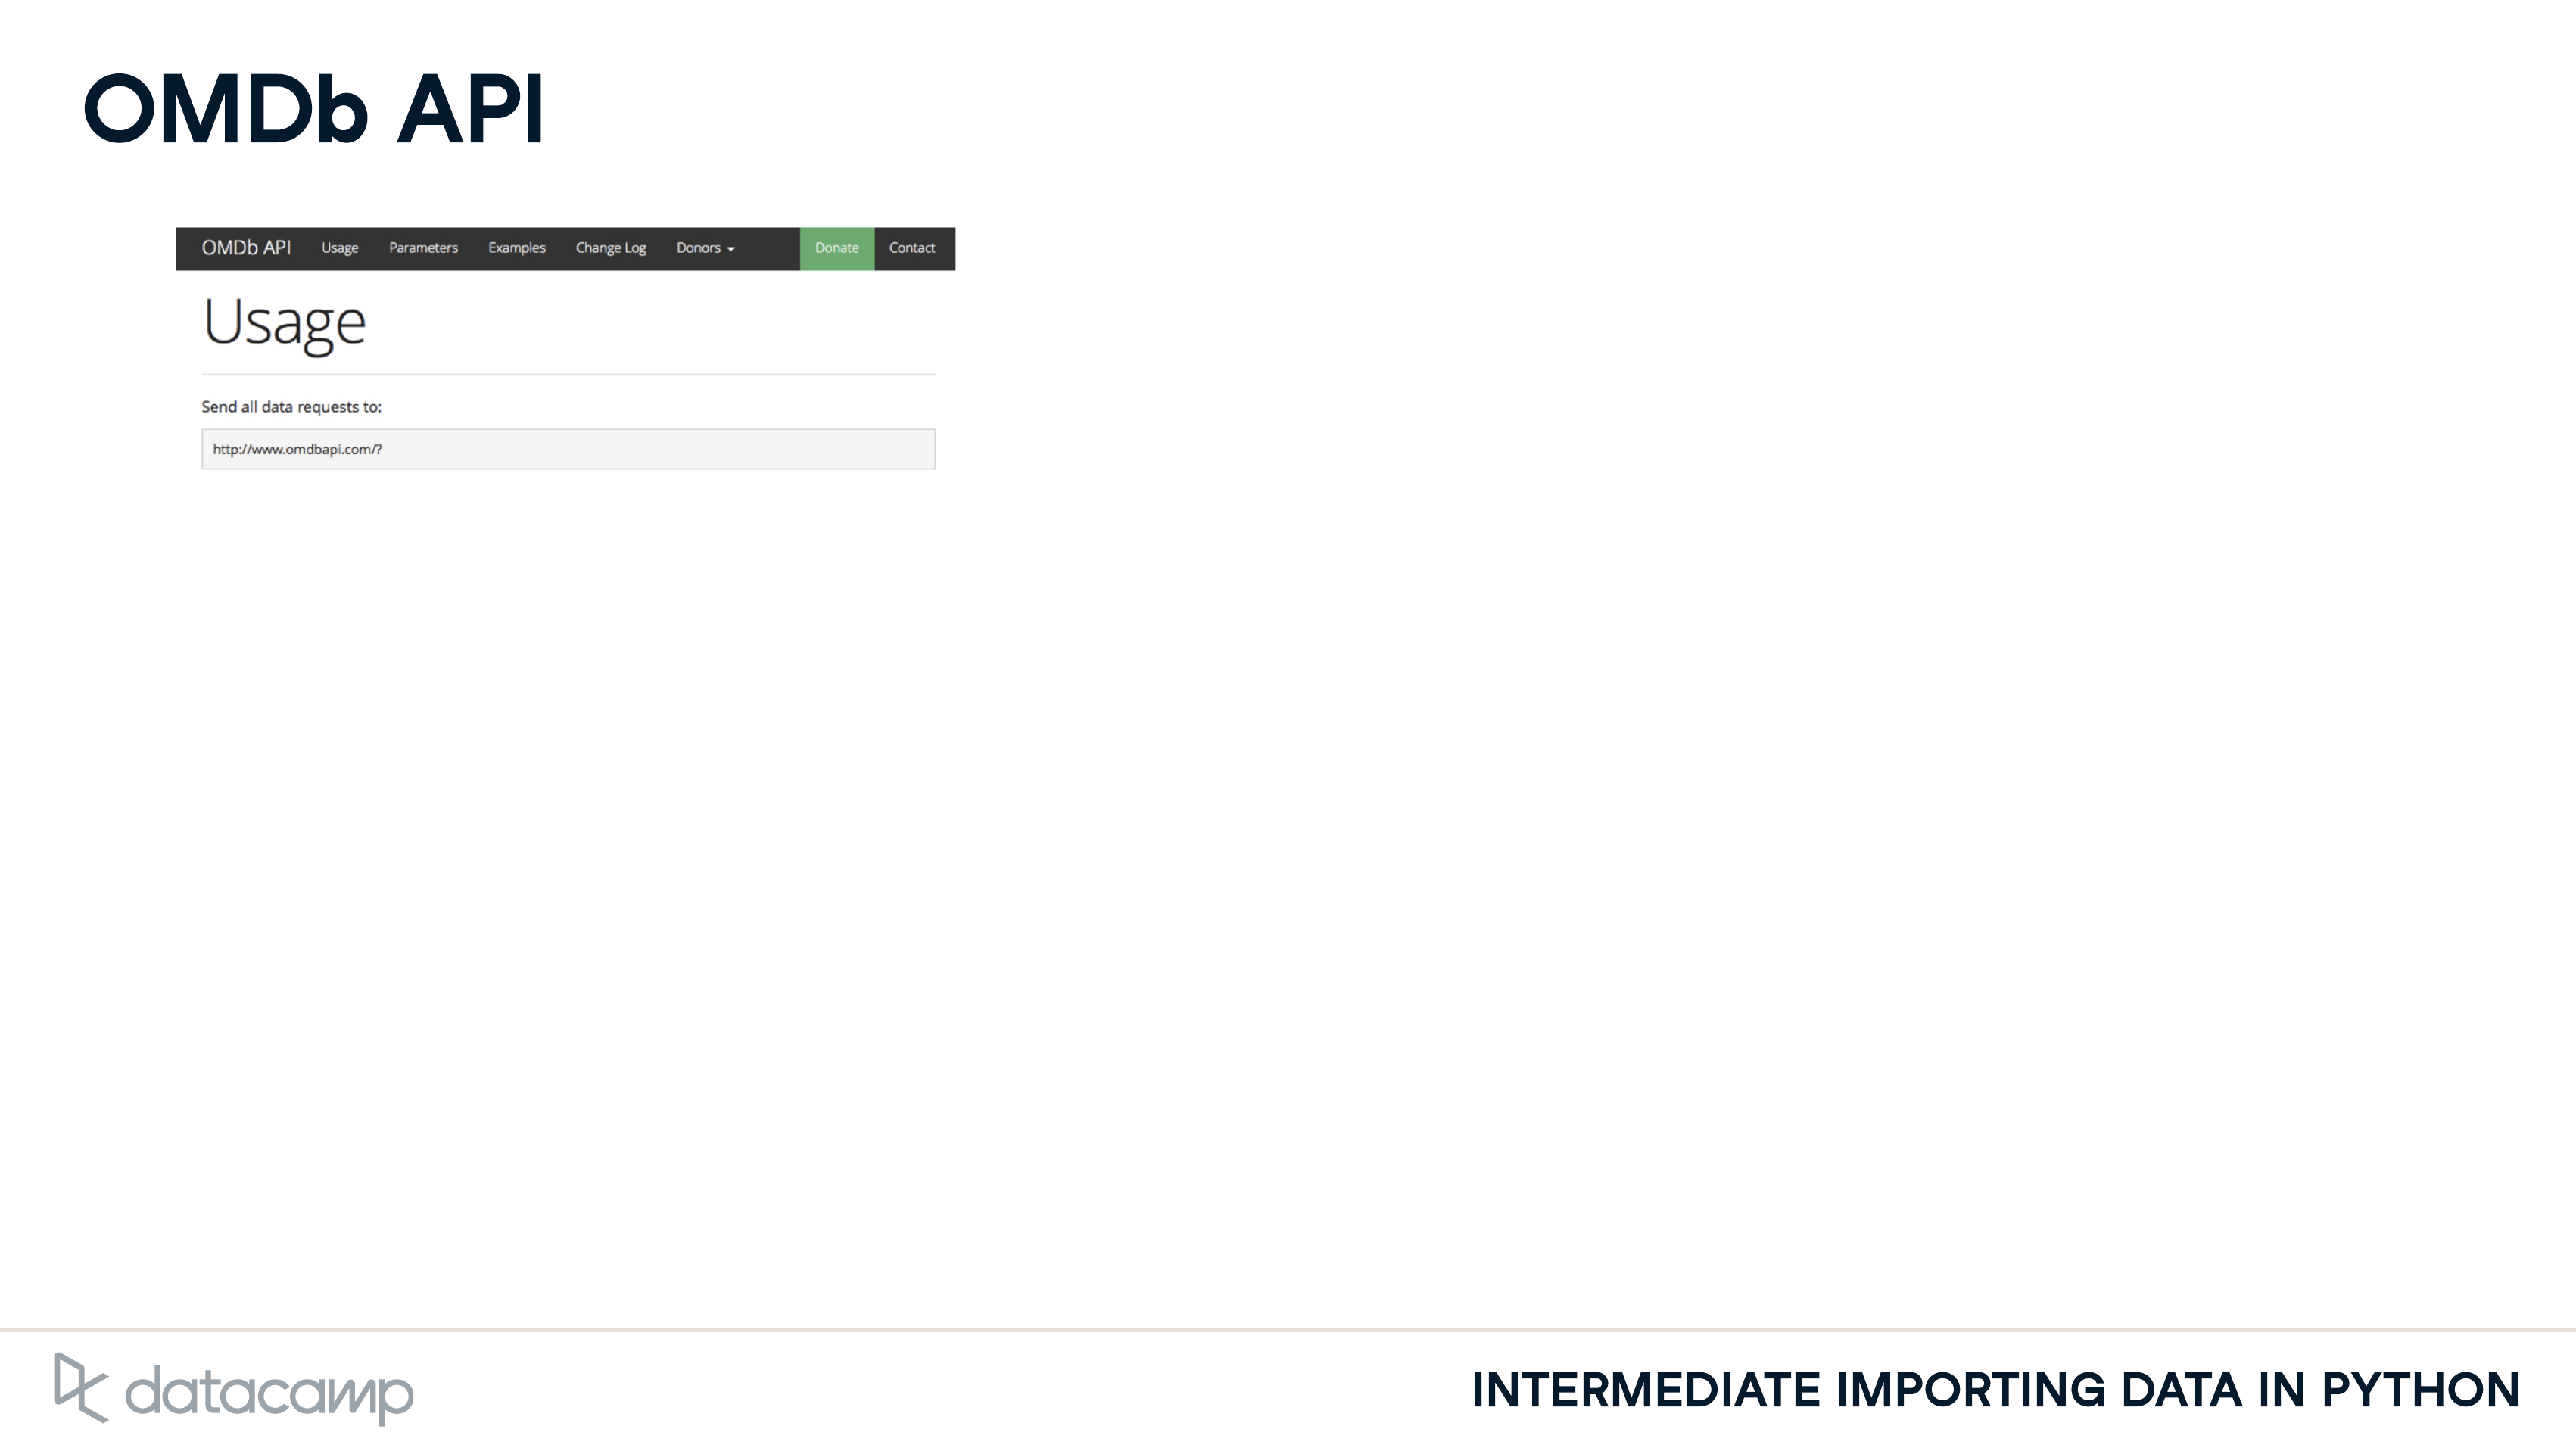 OMDb API
OMDb API Usage Parameters Examples Change Log Donors Donate Contact
Usage
Send all data requests to:
http://www.omdbapi.com/?
datacamp
INTERMEDIATE IMPORTING DATA IN PYTHON